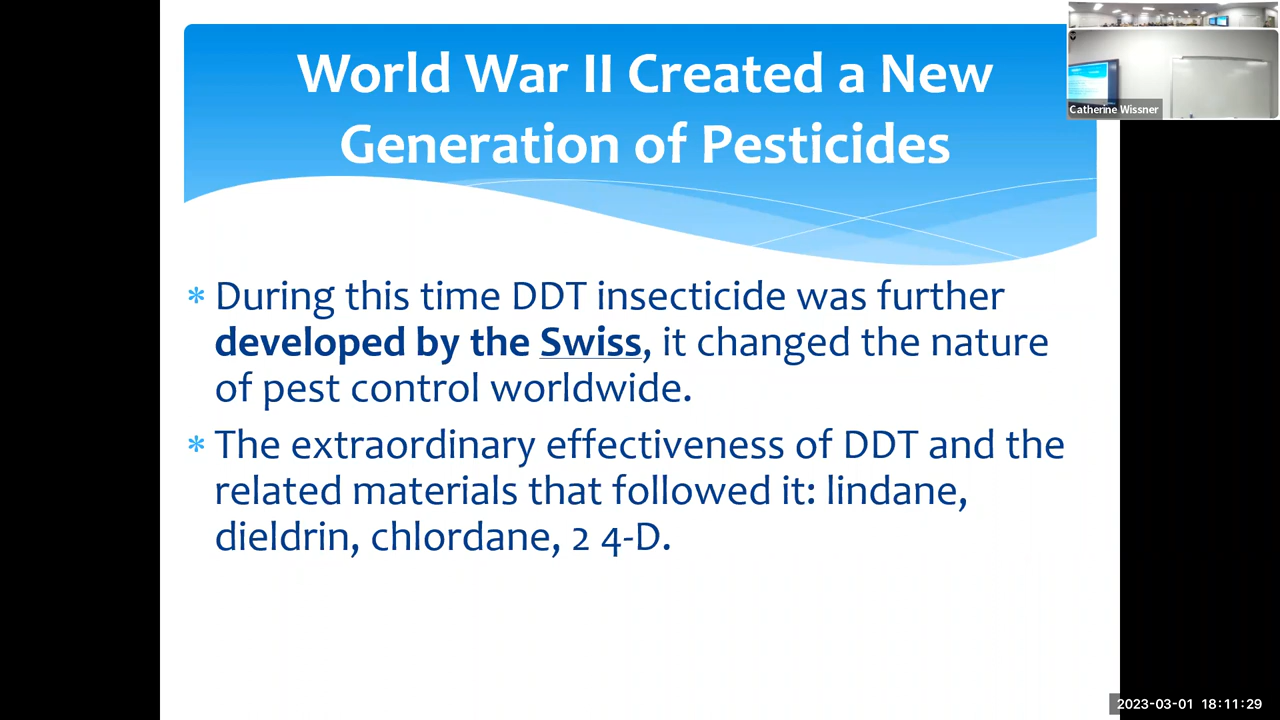 World War II Created a New
Generation of Pesticides
Catherine Wissner
* During this time DDT insecticide was further
developed by the Swiss, it changed the nature
of pest control worldwide.
* The extraordinary effectiveness of DDT and the
related materials that followed it: lindane,
dieldrin, chlordane, 2 4-D.
2023-03-01 18:11:29